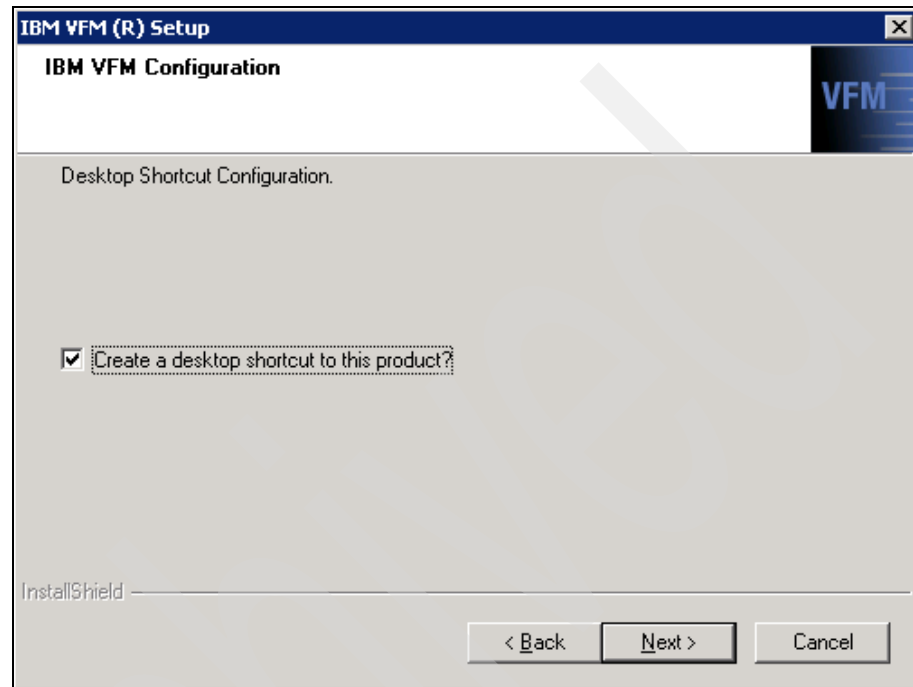 IBM VFM (R) Setup
IBM VFM Configuration
VFM
Desktop Shortcut Configuration.
Create a desktop shortcut to this product?
InstallShield
< Back Next > Cancel